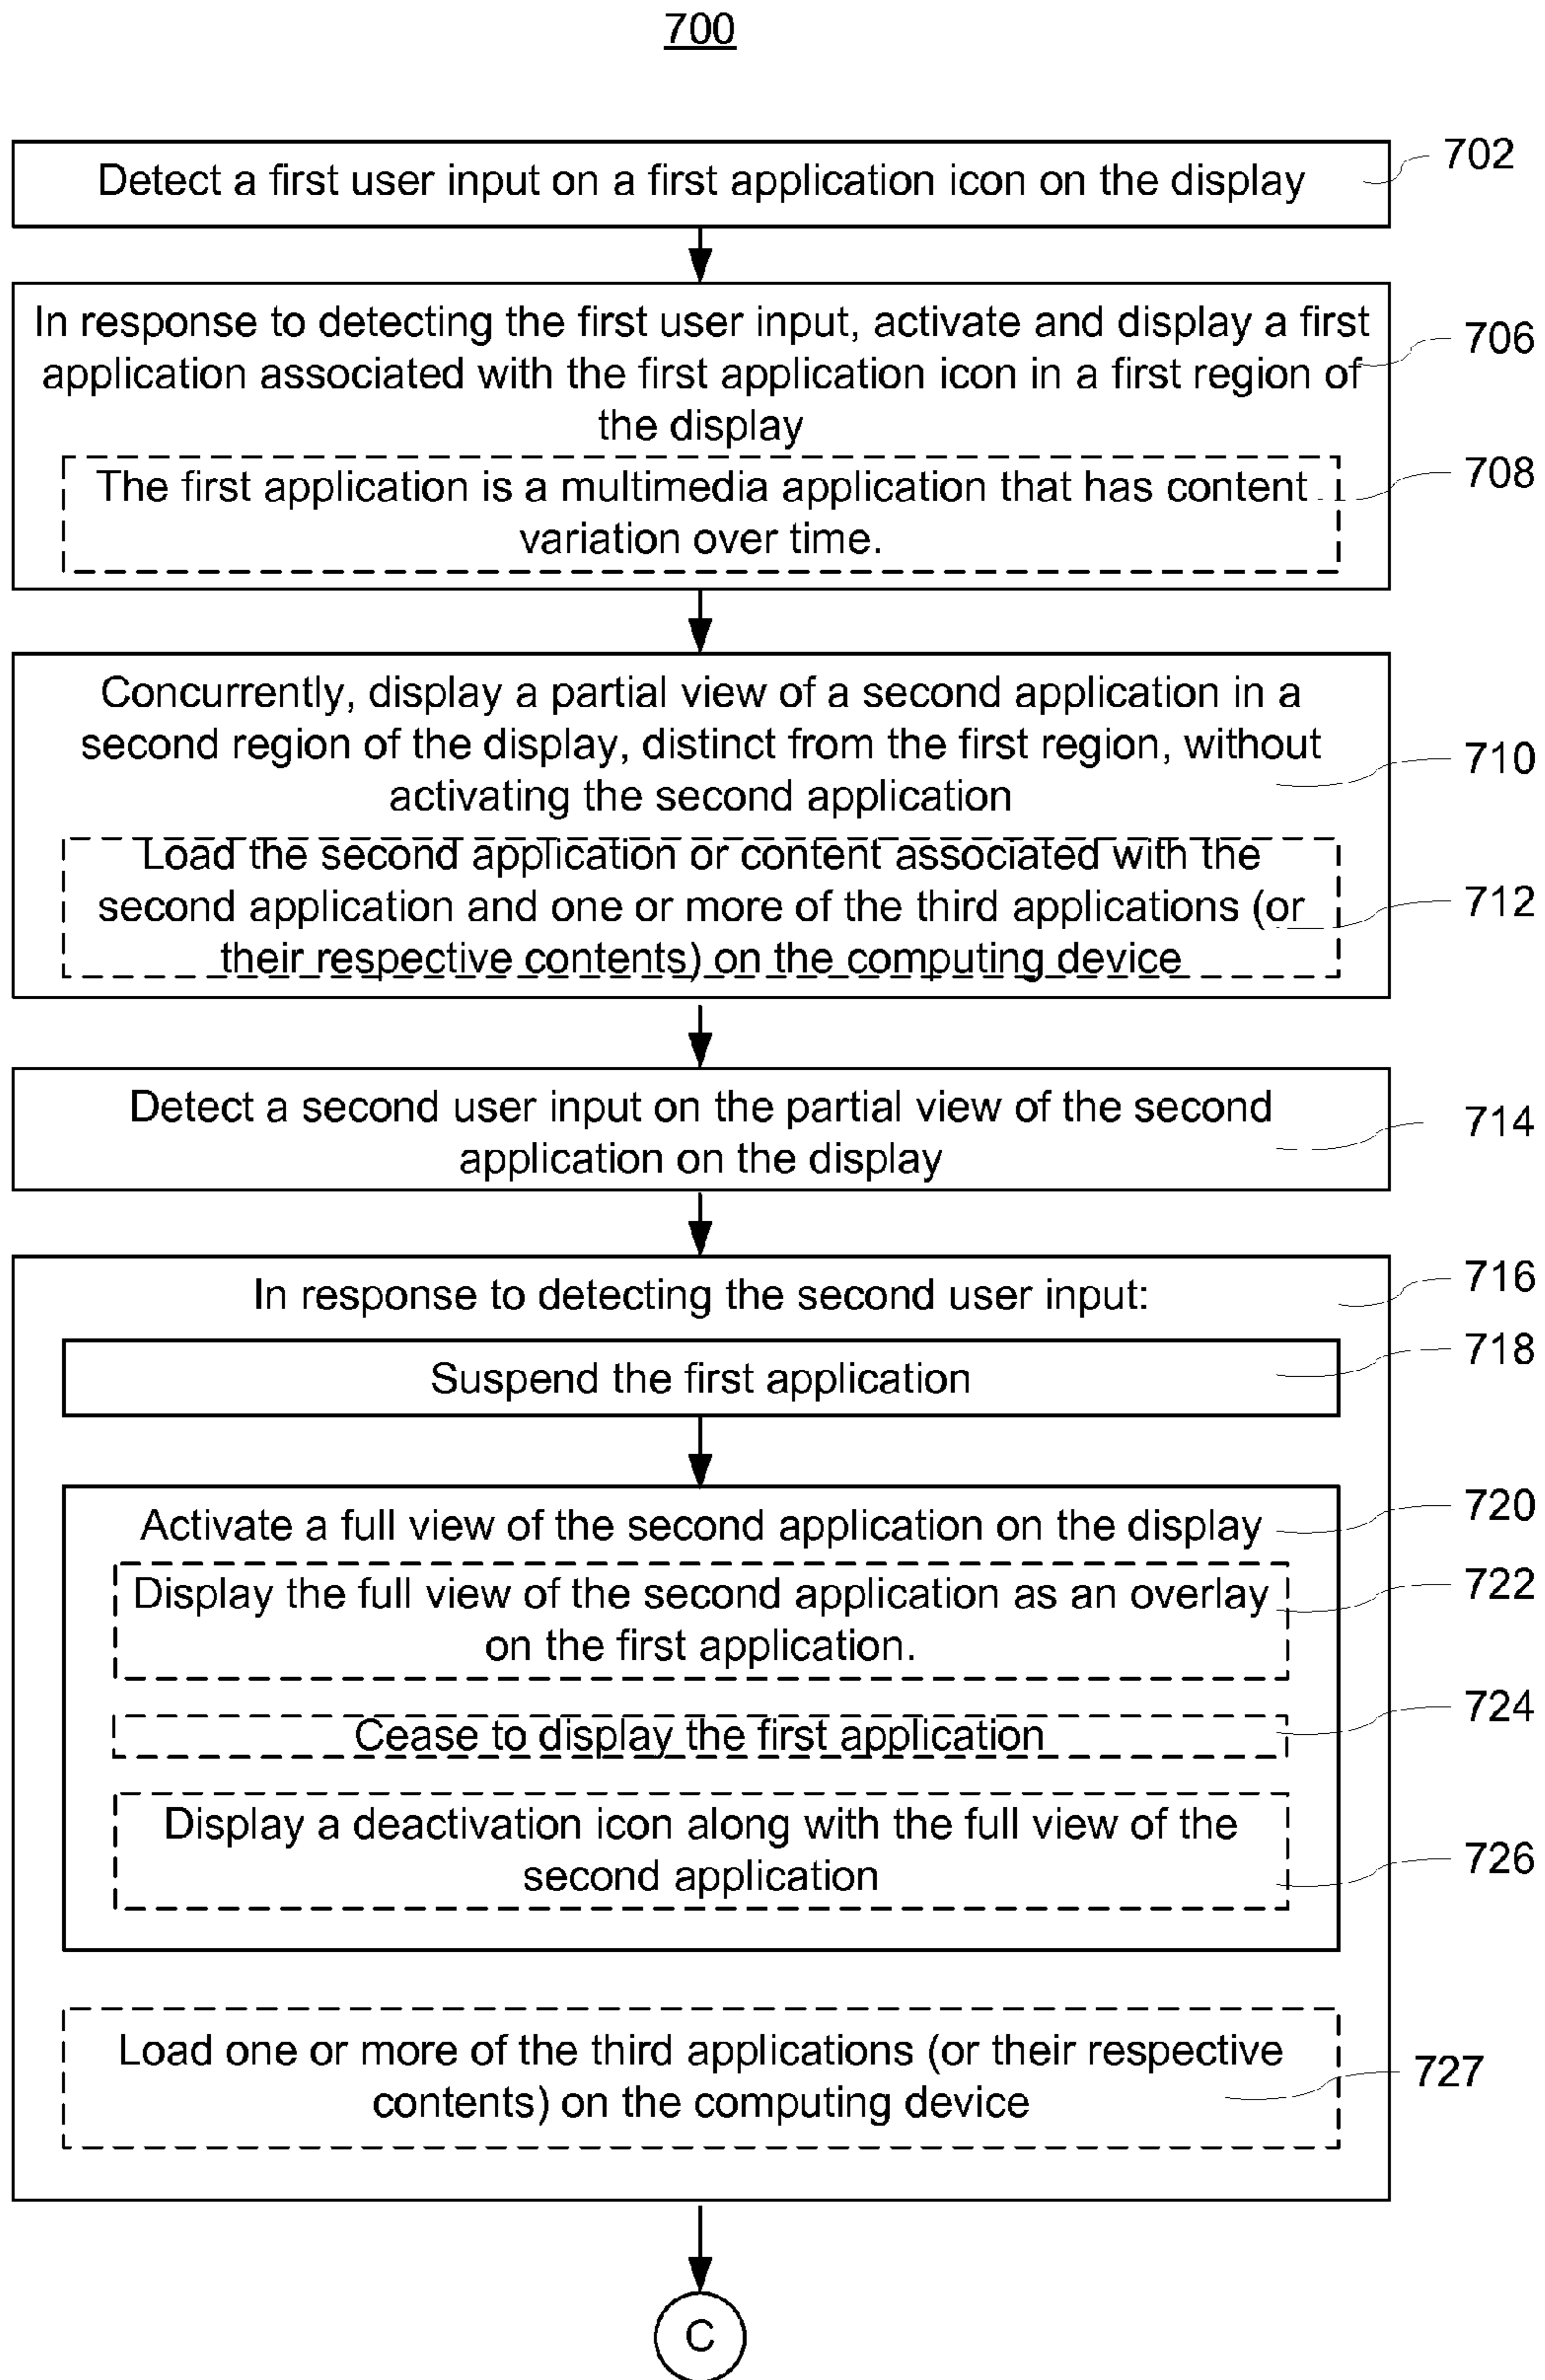 700
Detect a first user input on a first application icon on the display
702
In response to detecting the first user input, activate and display a first
application associated with the first application icon in a first region of
the display
706
The first application is a multimedia application that has content
variation over time.
708
Concurrently, display a partial view of a second application in a
second region of the display, distinct from the first region, without
activating the second application
710
Load the second application or content associated with the
second application and one or more of the third applications (or
their respective contents) on the computing device
712
Detect a second user input on the partial view of the second
application on the display
714
In response to detecting the second user input:
716
Suspend the first application
718
Activate a full view of the second application on the display
720
Display the full view of the second application as an overlay
on the first application.
722
Cease to display the first application
724
Display a deactivation icon along with the full view of the
second application
726
Load one or more of the third applications (or their respective
contents) on the computing device
727
C